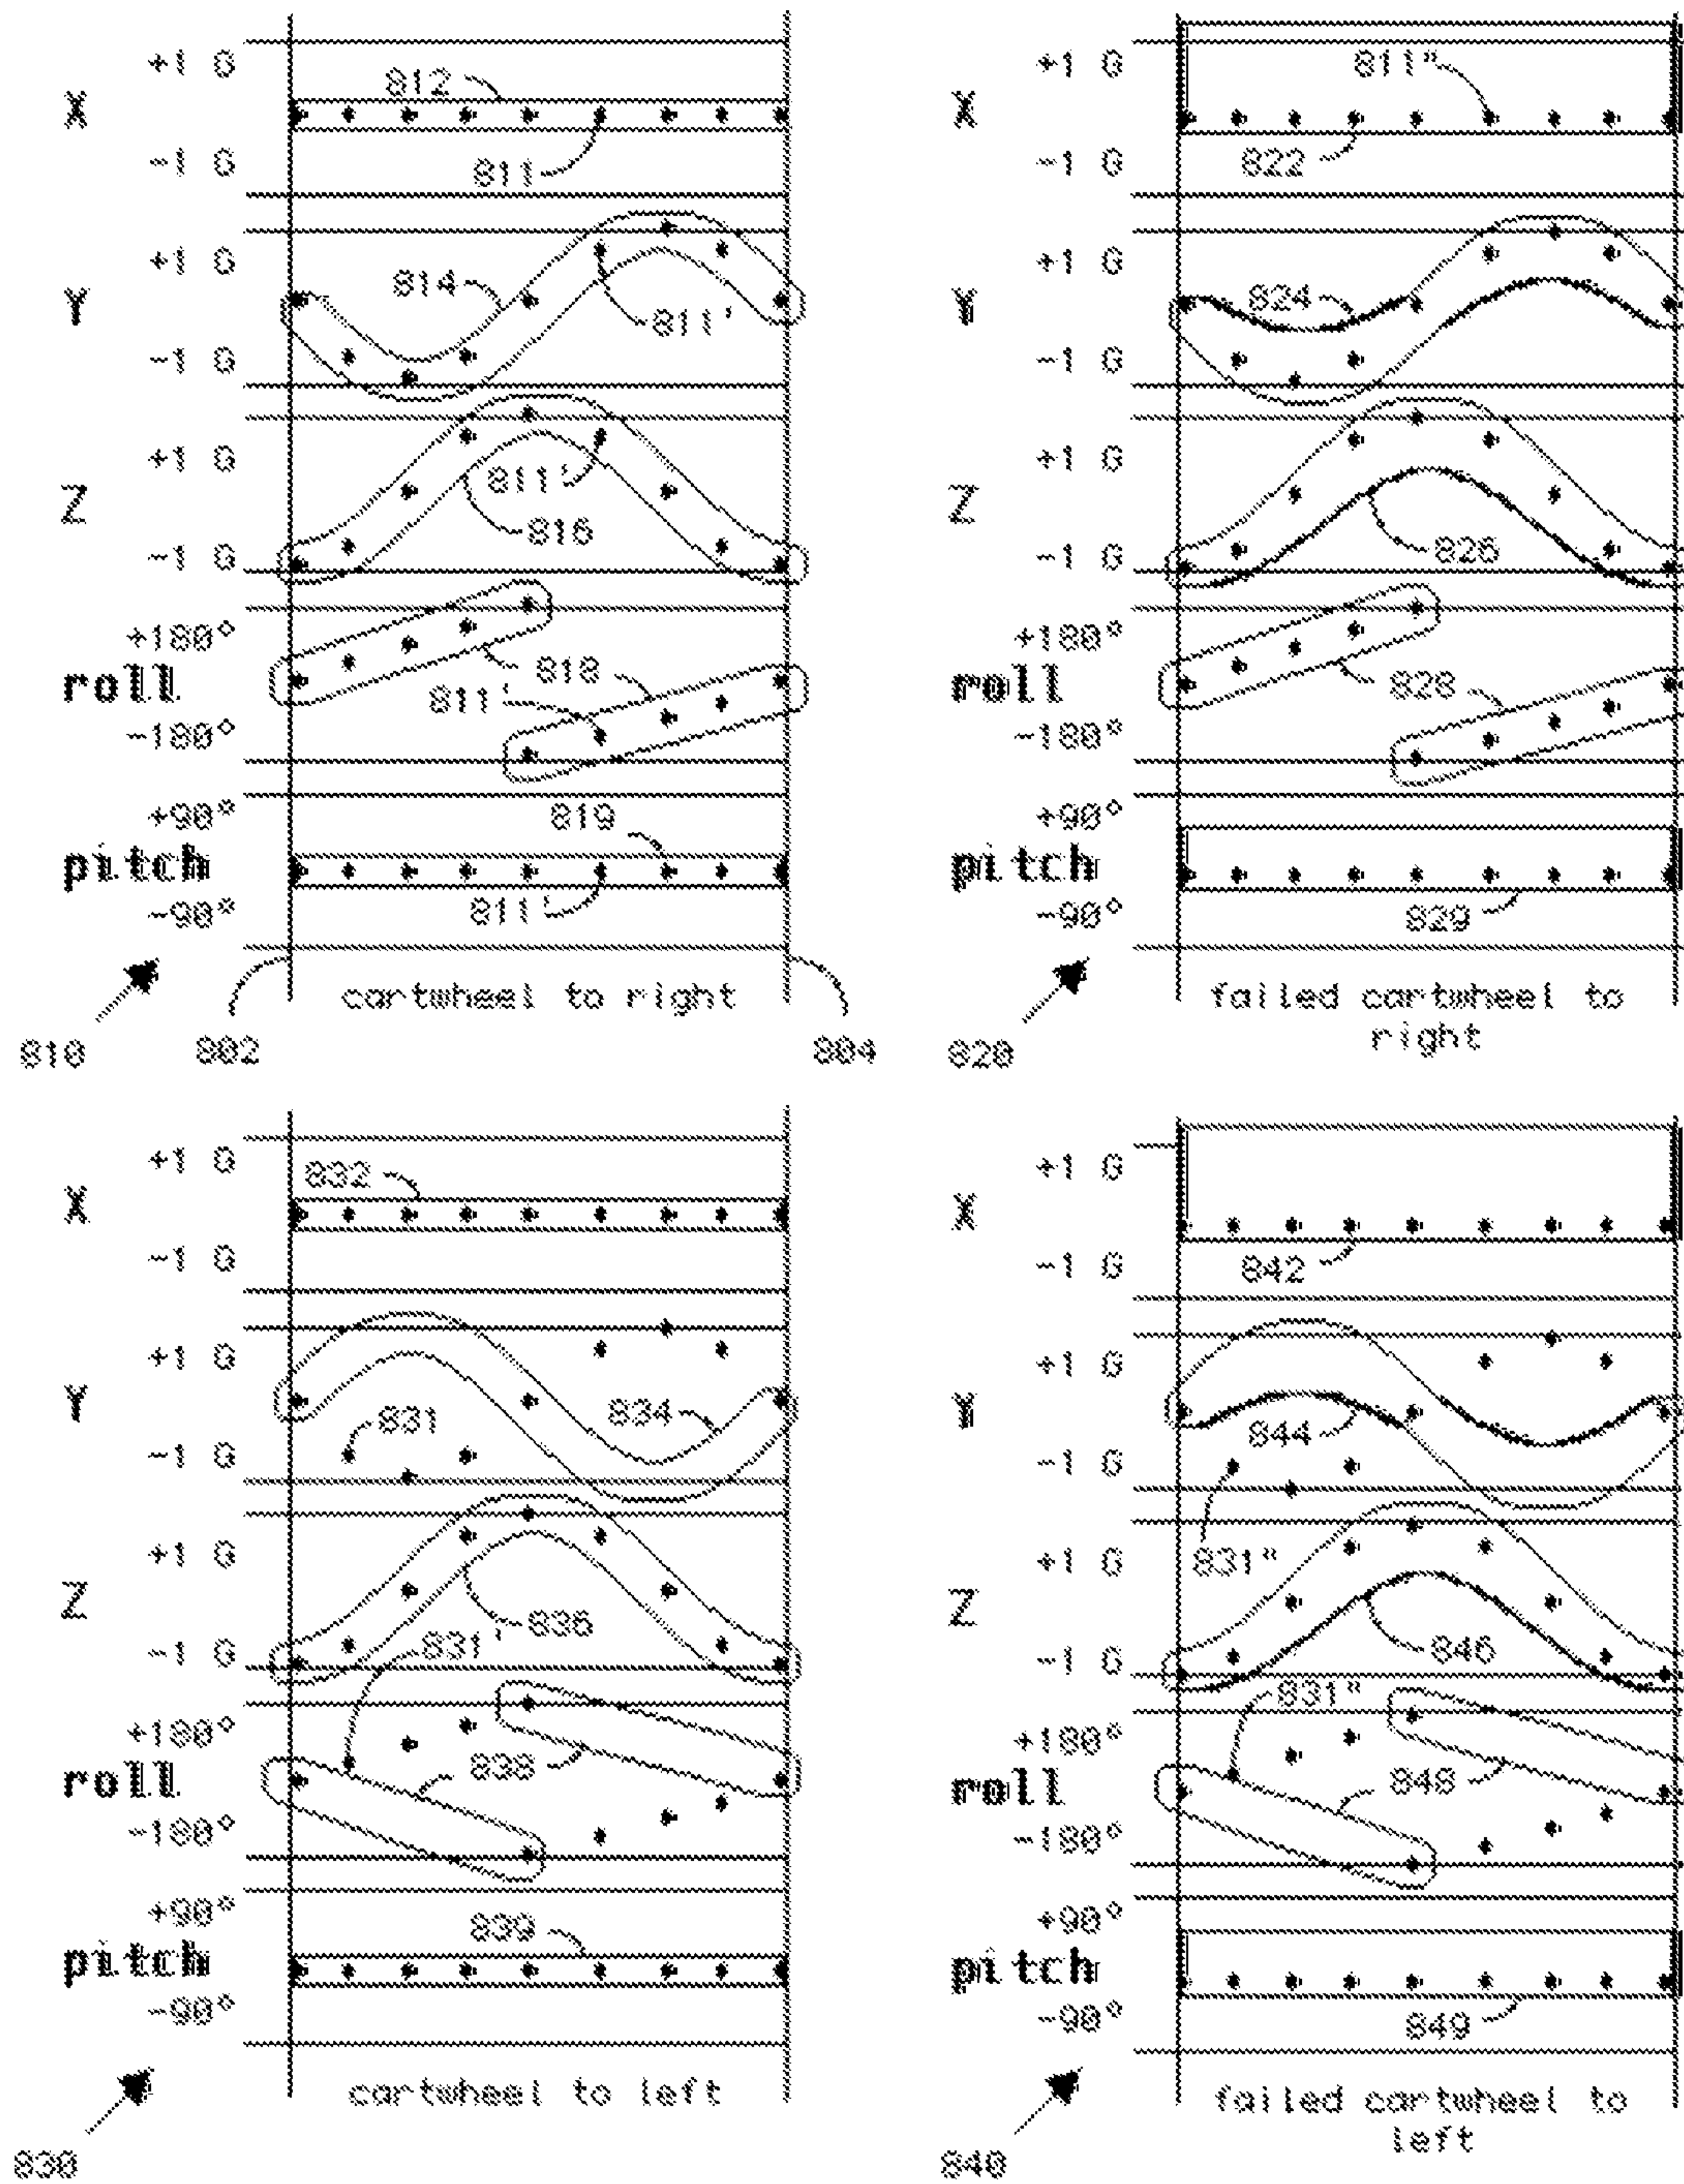 +1 G
812
X
-1 G
811
+1 G
814
Y
811'
-1 G
+1 G
811'
Z
816
-1 G
+180°
roll
818
811'
-180°
+90°
819
pitch
-90°
811'
cartwheel to right
810
802
804
+1 G
811"
X
-1 G
822
+1 G
824
Y
-1 G
+1 G
Z
826
-1 G
+180°
roll
828
-180°
+90°
pitch
-90°
829
failed cartwheel to
right
820
+1 G
832
X
-1 G
+1 G
Y
834
831
-1 G
+1 G
Z
836
831'
-1 G
+180°
838
roll
-180°
+90°
839
pitch
-90°
cartwheel to left
830
+1 G
X
-1 G
842
+1 G
Y
844
-1 G
831"
+1 G
Z
846
-1 G
831"
+180°
roll
848
-180°
+90°
pitch
-90°
849
failed cartwheel to
left
840